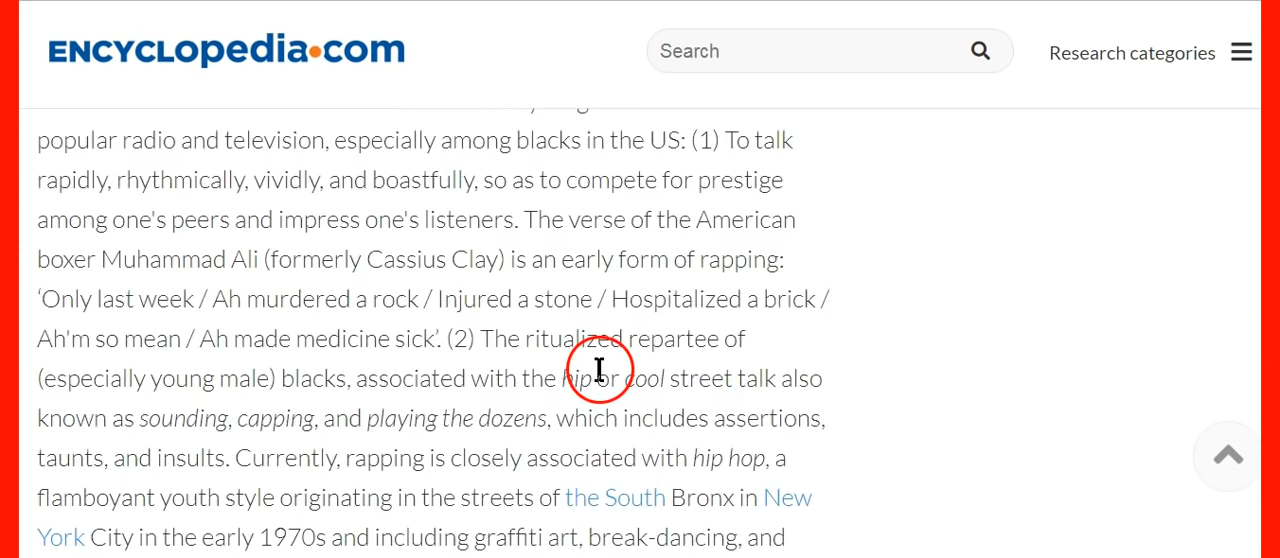 ENCYCLOPEDIA.COM
Search
Research categories
popular radio and television, especially among blacks in the US: (1) To talk
rapidly, rhythmically, vividly, and boastfully, so as to compete for prestige
among one's peers and impress one's listeners. The verse of the American
boxer Muhammad Ali (formerly Cassius Clay) is an early form of rapping:
‘Only last week / Ah murdered a rock / Injured a stone / Hospitalized a brick /
Ah'm so mean / Ah made medicine sick’. (2) The ritualized repartee of
(especially young male) blacks, associated with the hip or cool street talk also
known as sounding, capping, and playing the dozens, which includes assertions,
taunts, and insults. Currently, rapping is closely associated with hip hop, a
flamboyant youth style originating in the streets of the South Bronx in New
York City in the early 1970s and including graffiti art, break-dancing, and